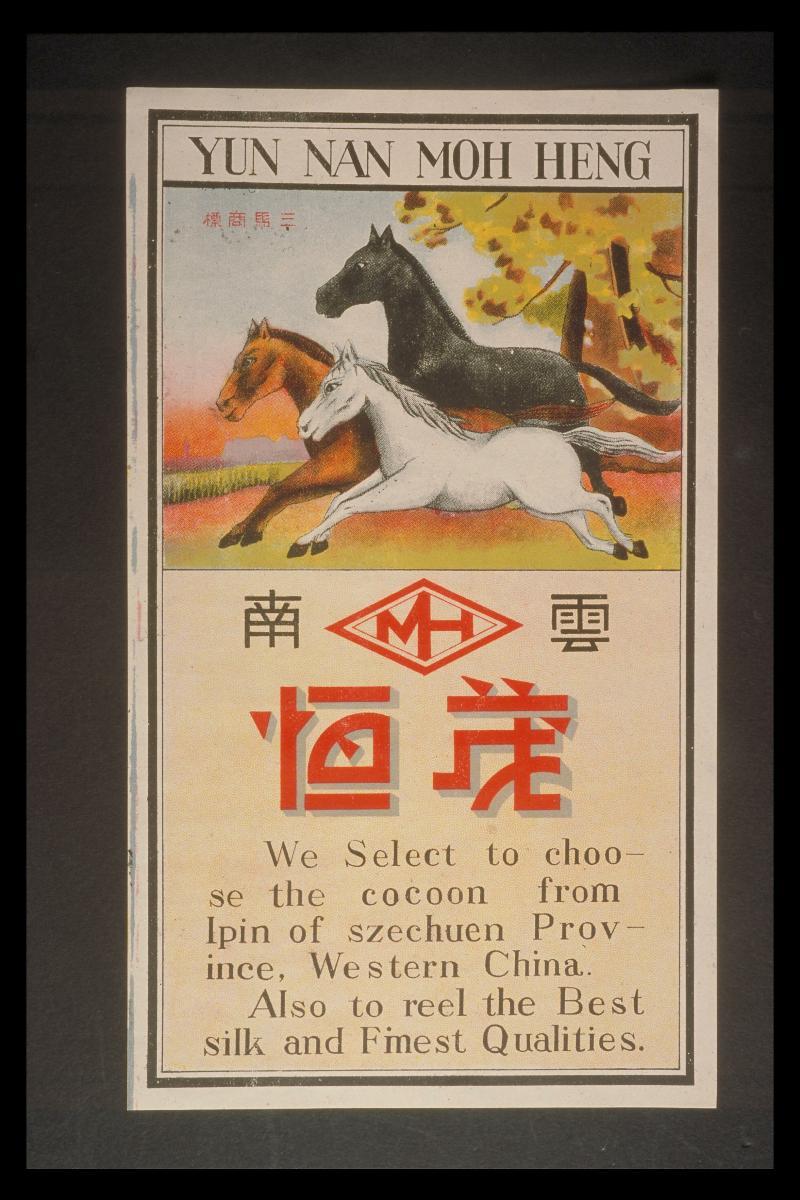 YUN NAN MOH HENG
三馬商標
雲 MH 南
茂恒
We Select to choo-
se the cocoon from
Ipin of szechuen Prov-
ince, Western China.
Also to reel the Best
silk and Finest Qualities.